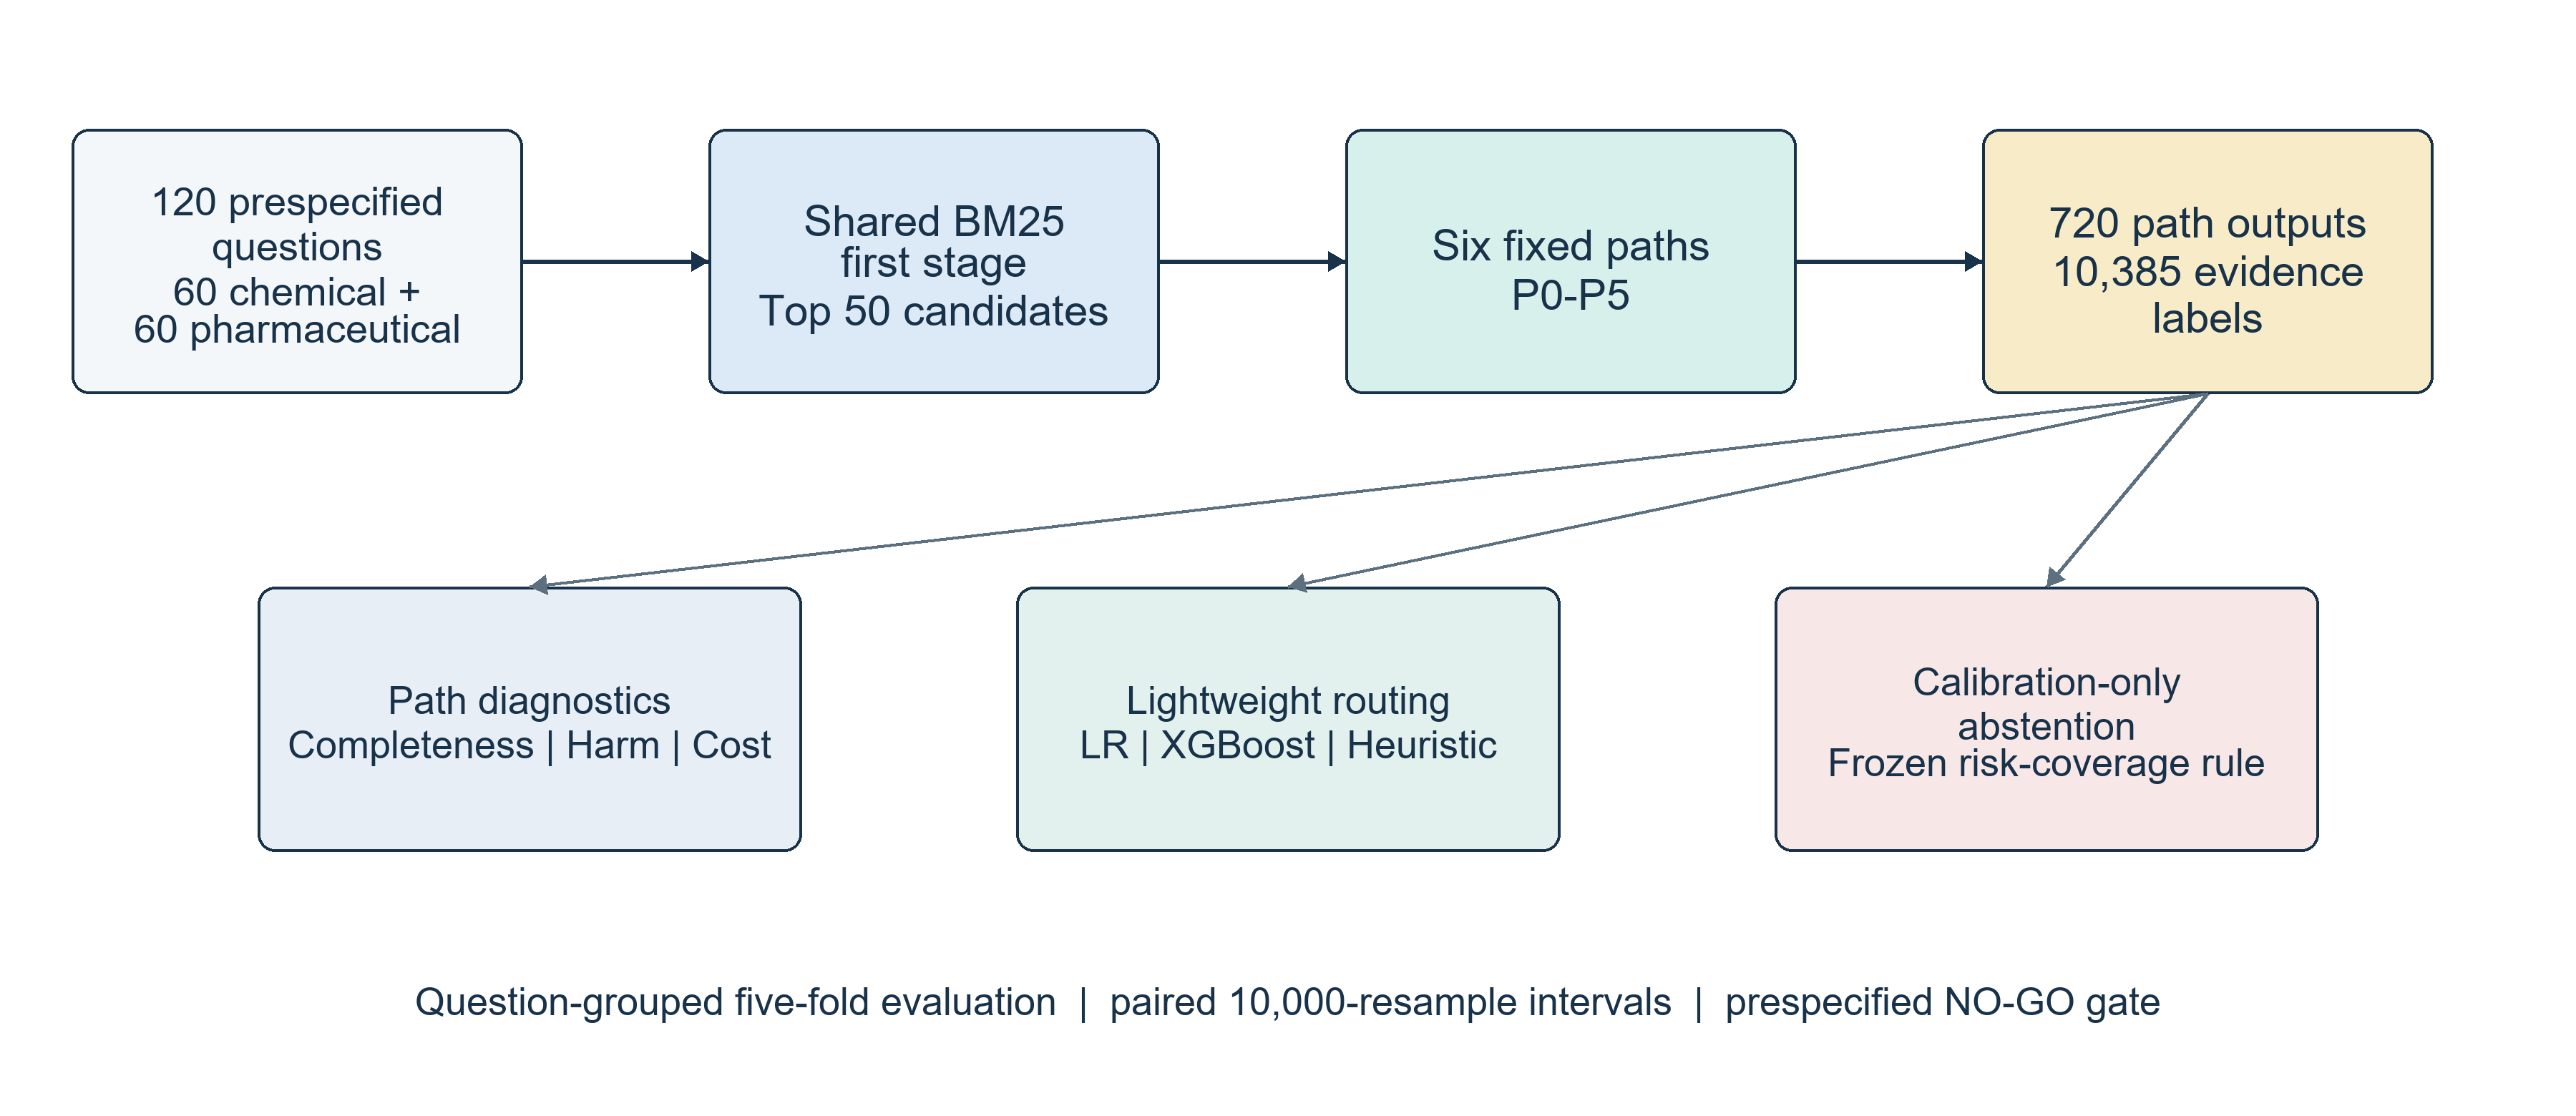 120 prespecified
questions
60 chemical +
60 pharmaceutical
Shared BM25
first stage
Top 50 candidates
Six fixed paths
P0-P5
720 path outputs
10,385 evidence
labels
Path diagnostics
Completeness | Harm | Cost
Lightweight routing
LR | XGBoost | Heuristic
Calibration-only
abstention
Frozen risk-coverage rule
Question-grouped five-fold evaluation | paired 10,000-resample intervals | prespecified NO-GO gate